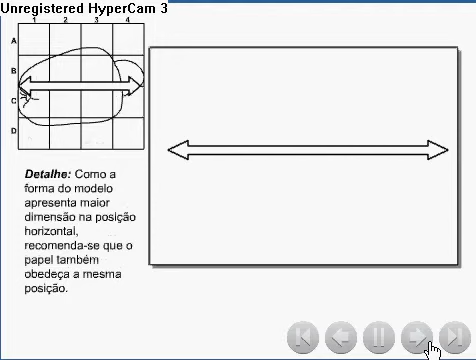 Unregistered HyperCam 3
1 2 3 4
A
B
C
D
Detalhe: Como a
forma do modelo
apresenta maior
dimensão na posição
horizontal,
recomenda-se que o
papel também
obedeça a mesma
posição.